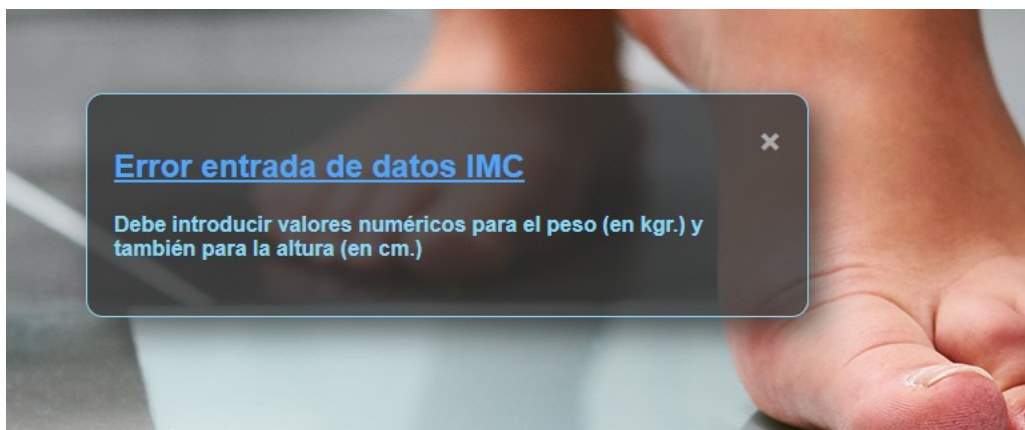 Error entrada de datos IMC
Debe introducir valores numéricos para el peso (en kgr.) y
también para la altura (en cm.)